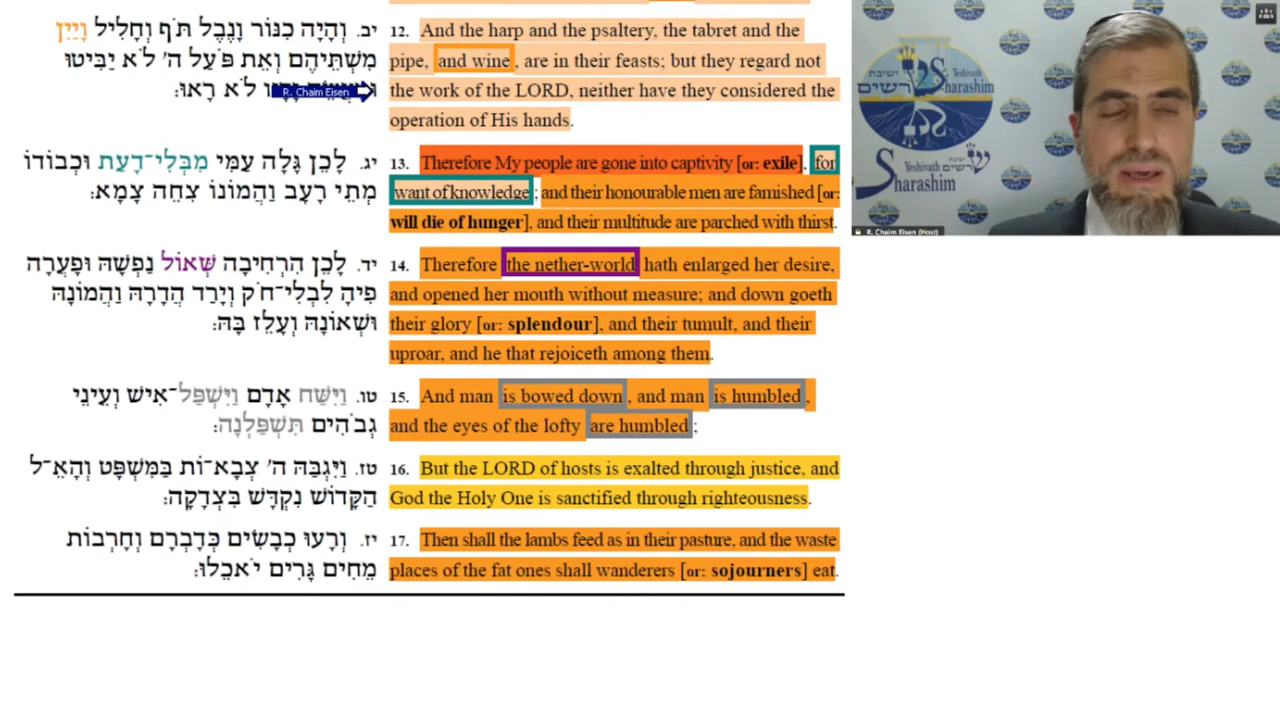 יב. וְהָיָה כִנּוֹר וָנֶבֶל תֹּף וְחָלִיל וָיַיִן
מִשְׁתֵּיהֶם וְאֵת פֹּעַל ה' לֹא יַבִּיטוּ
לֹא רָאוּ:
R. Chaim Eisen
12. And the harp and the psaltery, the tabret and the
pipe, and wine, are in their feasts; but they regard not
the work of the LORD, neither have they considered the
operation of His hands.
יג. לָכֵן גָּלָה עַמִּי מִבְּלִי־דָעַת וּכְבוֹדוֹ
מְתֵי רָעָב וַהֲמוֹנוֹ צִחֵה צָמָא:
13. Therefore My people are gone into captivity [or: exile], for
want of knowledge; and their honourable men are famished [or:
will die of hunger], and their multitude are parched with thirst.
יד. לָכֵן הִרְחִיבָה שְּׁאוֹל נַפְשָׁהּ וּפָעֲרָה
פִיהָ לִבְלִי־חֹק וְיָרַד הֲדָרָהּ וַהֲמוֹנָהּ
וּשְׁאוֹנָהּ וְעָלֵז בָּהּ:
14. Therefore the nether-world hath enlarged her desire,
and opened her mouth without measure; and down goeth
their glory [or: splendour], and their tumult, and their
uproar, and he that rejoiceth among them.
טו. וַיִּשַּׁח אָדָם וַיִּשְׁפַּל־אִישׁ וְעֵינֵי
גְבֹהִים תִּשְׁפַּלְנָה:
15. And man is bowed down, and man is humbled,
and the eyes of the lofty are humbled;
טז. וַיִּגְבַּהּ ה' צְבָא־וֹת בַּמִּשְׁפָּט וְהָאֵ־ל
הַקָּדוֹשׁ נִקְדָּשׁ בִּצְדָקָה:
16. But the LORD of hosts is exalted through justice, and
God the Holy One is sanctified through righteousness.
יז. וְרָעוּ כְבָשִׂים כְּדָבְרָם וְחָרְבוֹת
מֵחִים גָּרִים יֹאכֵלוּ:
17. Then shall the lambs feed as in their pasture, and the waste
places of the fat ones shall wanderers [or: sojourners] eat.
ישיבת
שרשים
Yeshivath
Sharashim
Yeshivath ישיבת
שרשים
Sharashim
R. Chaim Eisen (Host)